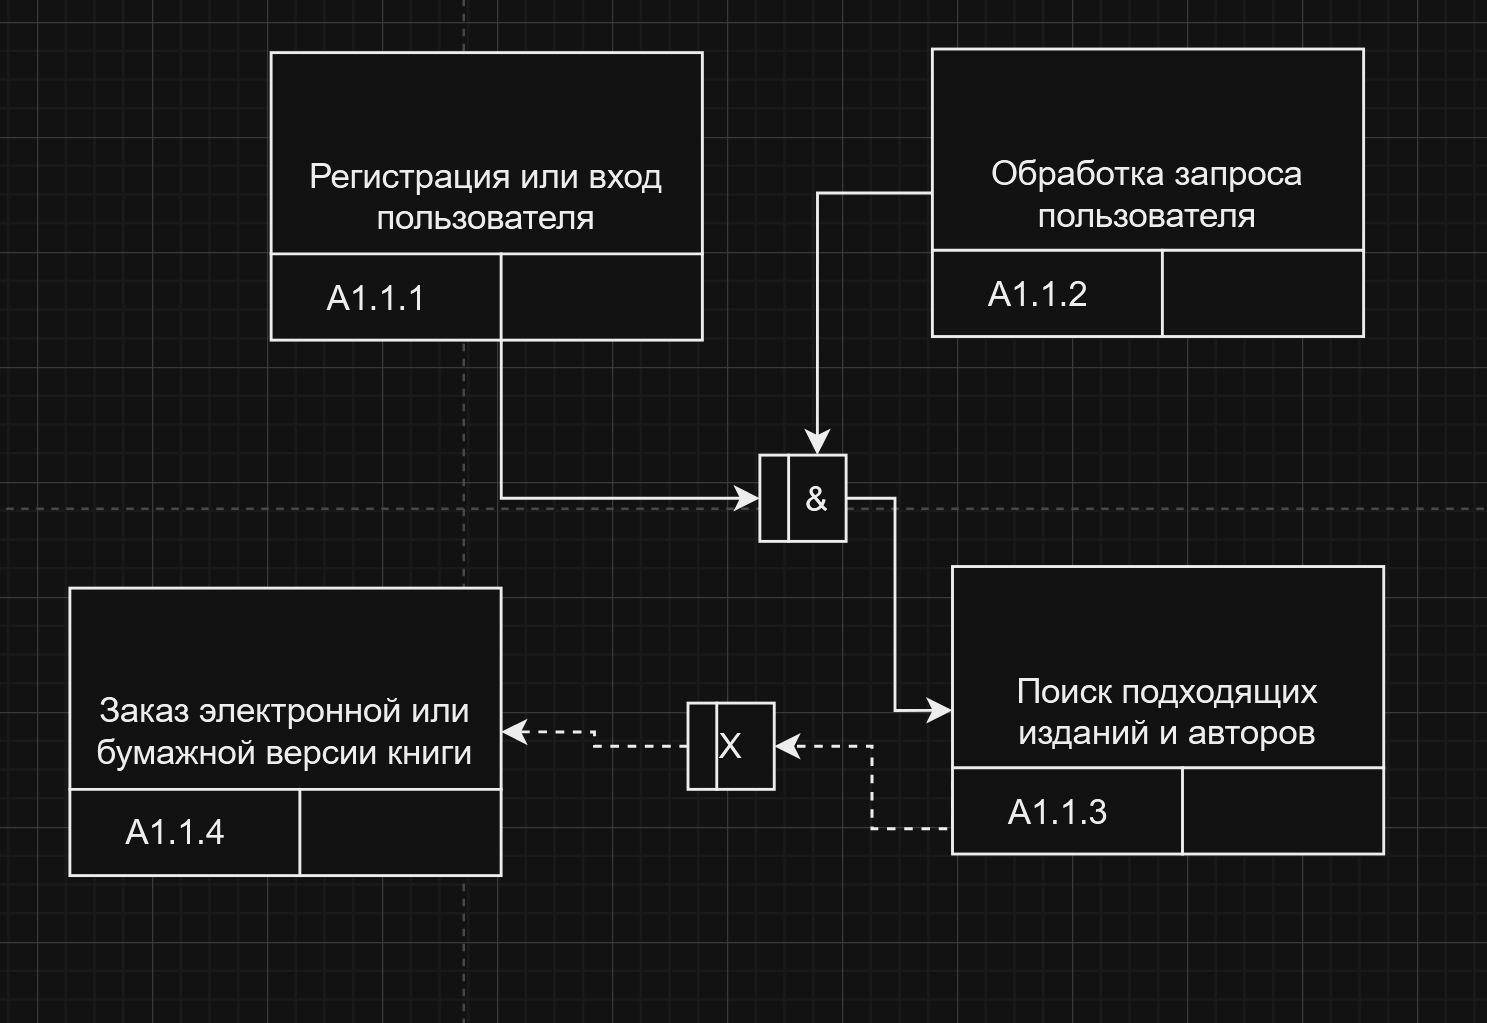 Регистрация или вход
пользователя
A1.1.1
Обработка запроса
пользователя
A1.1.2
&
Заказ электронной или
бумажной версии книги
A1.1.4
X
Поиск подходящих
изданий и авторов
A1.1.3